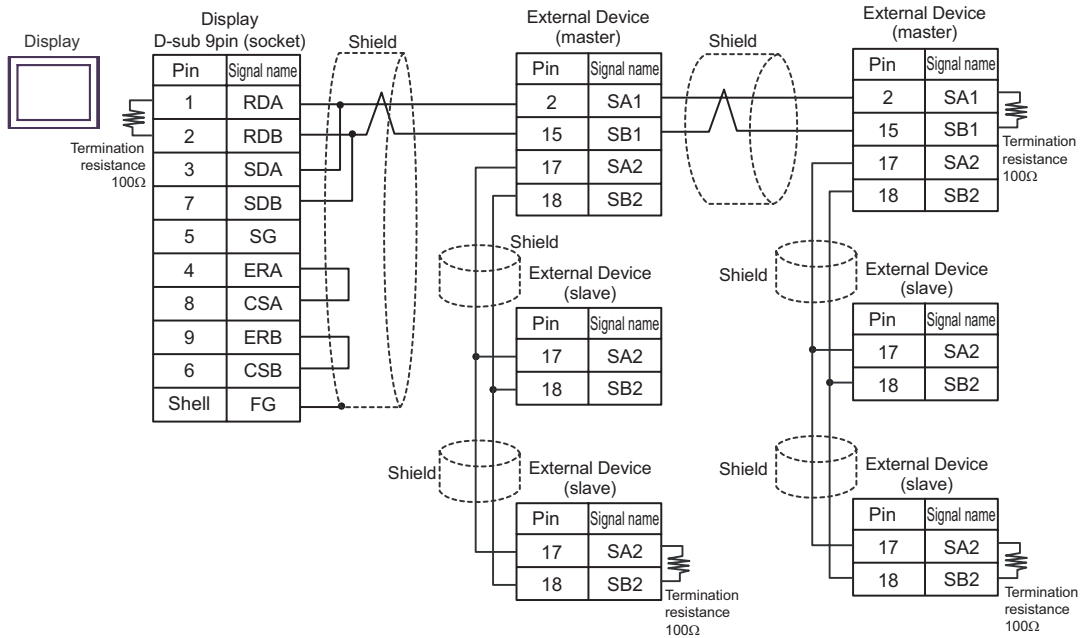 Display
Display
D-sub 9pin (socket)
Pin Signal name
1 RDA
2 RDB
3 SDA
7 SDB
5 SG
4 ERA
8 CSA
9 ERB
6 CSB
Shell FG
Termination
resistance
100Ω
Shield
External Device
(master)
Pin Signal name
2 SA1
15 SB1
17 SA2
18 SB2
Shield
External Device
(master)
Pin Signal name
2 SA1
15 SB1
17 SA2
18 SB2
Termination
resistance
100Ω
Shield
External Device
(slave)
Pin Signal name
17 SA2
18 SB2
Shield
External Device
(slave)
Pin Signal name
17 SA2
18 SB2
Shield
External Device
(slave)
Pin Signal name
17 SA2
18 SB2
Termination
resistance
100Ω
Shield
External Device
(slave)
Pin Signal name
17 SA2
18 SB2
Termination
resistance
100Ω